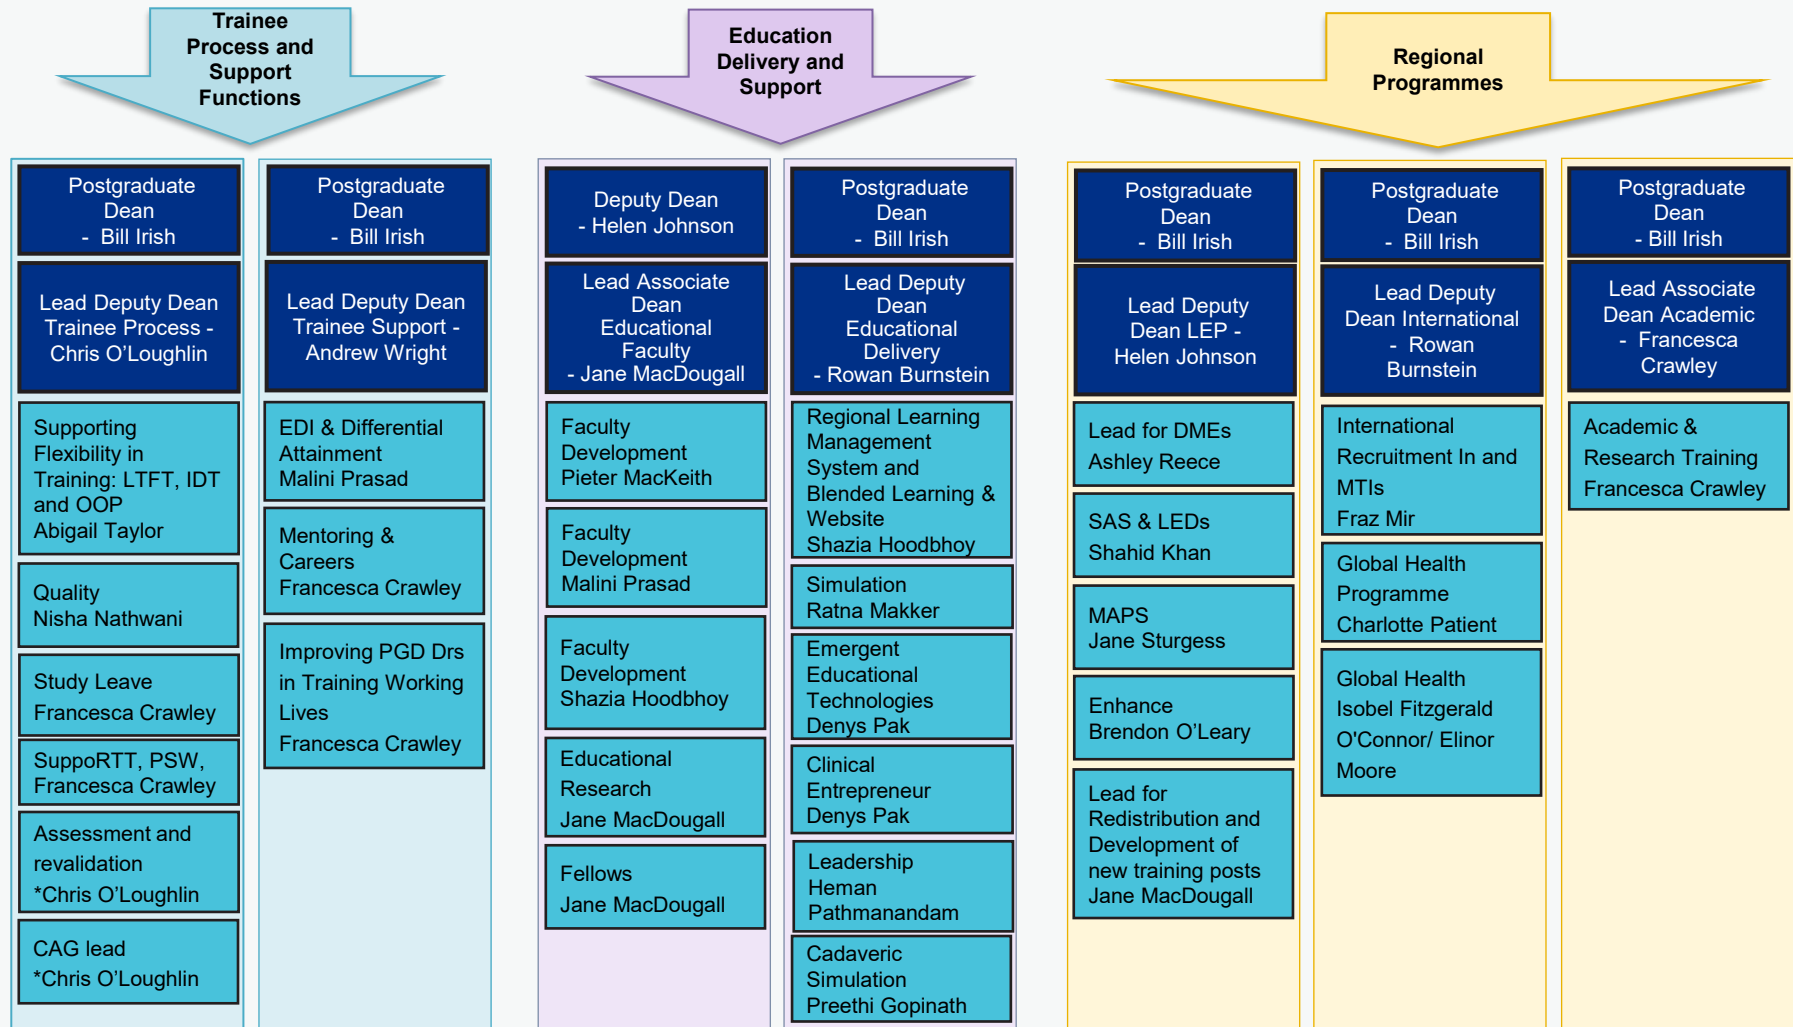 Trainee
Process and
Support
Functions
Postgraduate
Dean
- Bill Irish
Lead Deputy Dean
Trainee Process -
Chris O'Loughlin
Supporting
Flexibility in
Training: LTFT, IDT
and OOP
Abigail Taylor
Quality
Nisha Nathwani
Study Leave
Francesca Crawley
SuppoRTT, PSW,
Francesca Crawley
Assessment and
revalidation
*Chris O'Loughlin
CAG lead
*Chris O'Loughlin
Postgraduate
Dean
- Bill Irish
Lead Deputy Dean
Trainee Support -
Andrew Wright
EDI & Differential
Attainment
Malini Prasad
Mentoring &
Careers
Francesca Crawley
Improving PGD Drs
in Training Working
Lives
Francesca Crawley
Education
Delivery and
Support
Deputy Dean
- Helen Johnson
Lead Associate
Dean
Educational
Faculty
- Jane MacDougall
Faculty
Development
Pieter MacKeith
Faculty
Development
Malini Prasad
Faculty
Development
Shazia Hoodbhoy
Educational
Research
Jane MacDougall
Fellows
Jane MacDougall
Postgraduate
Dean
- Bill Irish
Lead Deputy
Dean
Educational
Delivery
- Rowan Burnstein
Regional Learning
Management
System and
Blended Learning &
Website
Shazia Hoodbhoy
Simulation
Ratna Makker
Emergent
Educational
Technologies
Denys Pak
Clinical
Entrepreneur
Denys Pak
Leadership
Heman
Pathmanandam
Cadaveric
Simulation
Preethi Gopinath
Regional
Programmes
Postgraduate
Dean
- Bill Irish
Lead Deputy
Dean LEP -
Helen Johnson
Lead for DMEs
Ashley Reece
SAS & LEDs
Shahid Khan
MAPS
Jane Sturgess
Enhance
Brendon O'Leary
Lead for
Redistribution and
Development of
new training posts
Jane MacDougall
Postgraduate
Dean
- Bill Irish
Lead Deputy
Dean International
- Rowan
Burnstein
International
Recruitment In and
MTIs
Fraz Mir
Global Health
Programme
Charlotte Patient
Global Health
Isobel Fitzgerald
O'Connor/ Elinor
Moore
Postgraduate
Dean
- Bill Irish
Lead Associate
Dean Academic
- Francesca
Crawley
Academic &
Research Training
Francesca Crawley